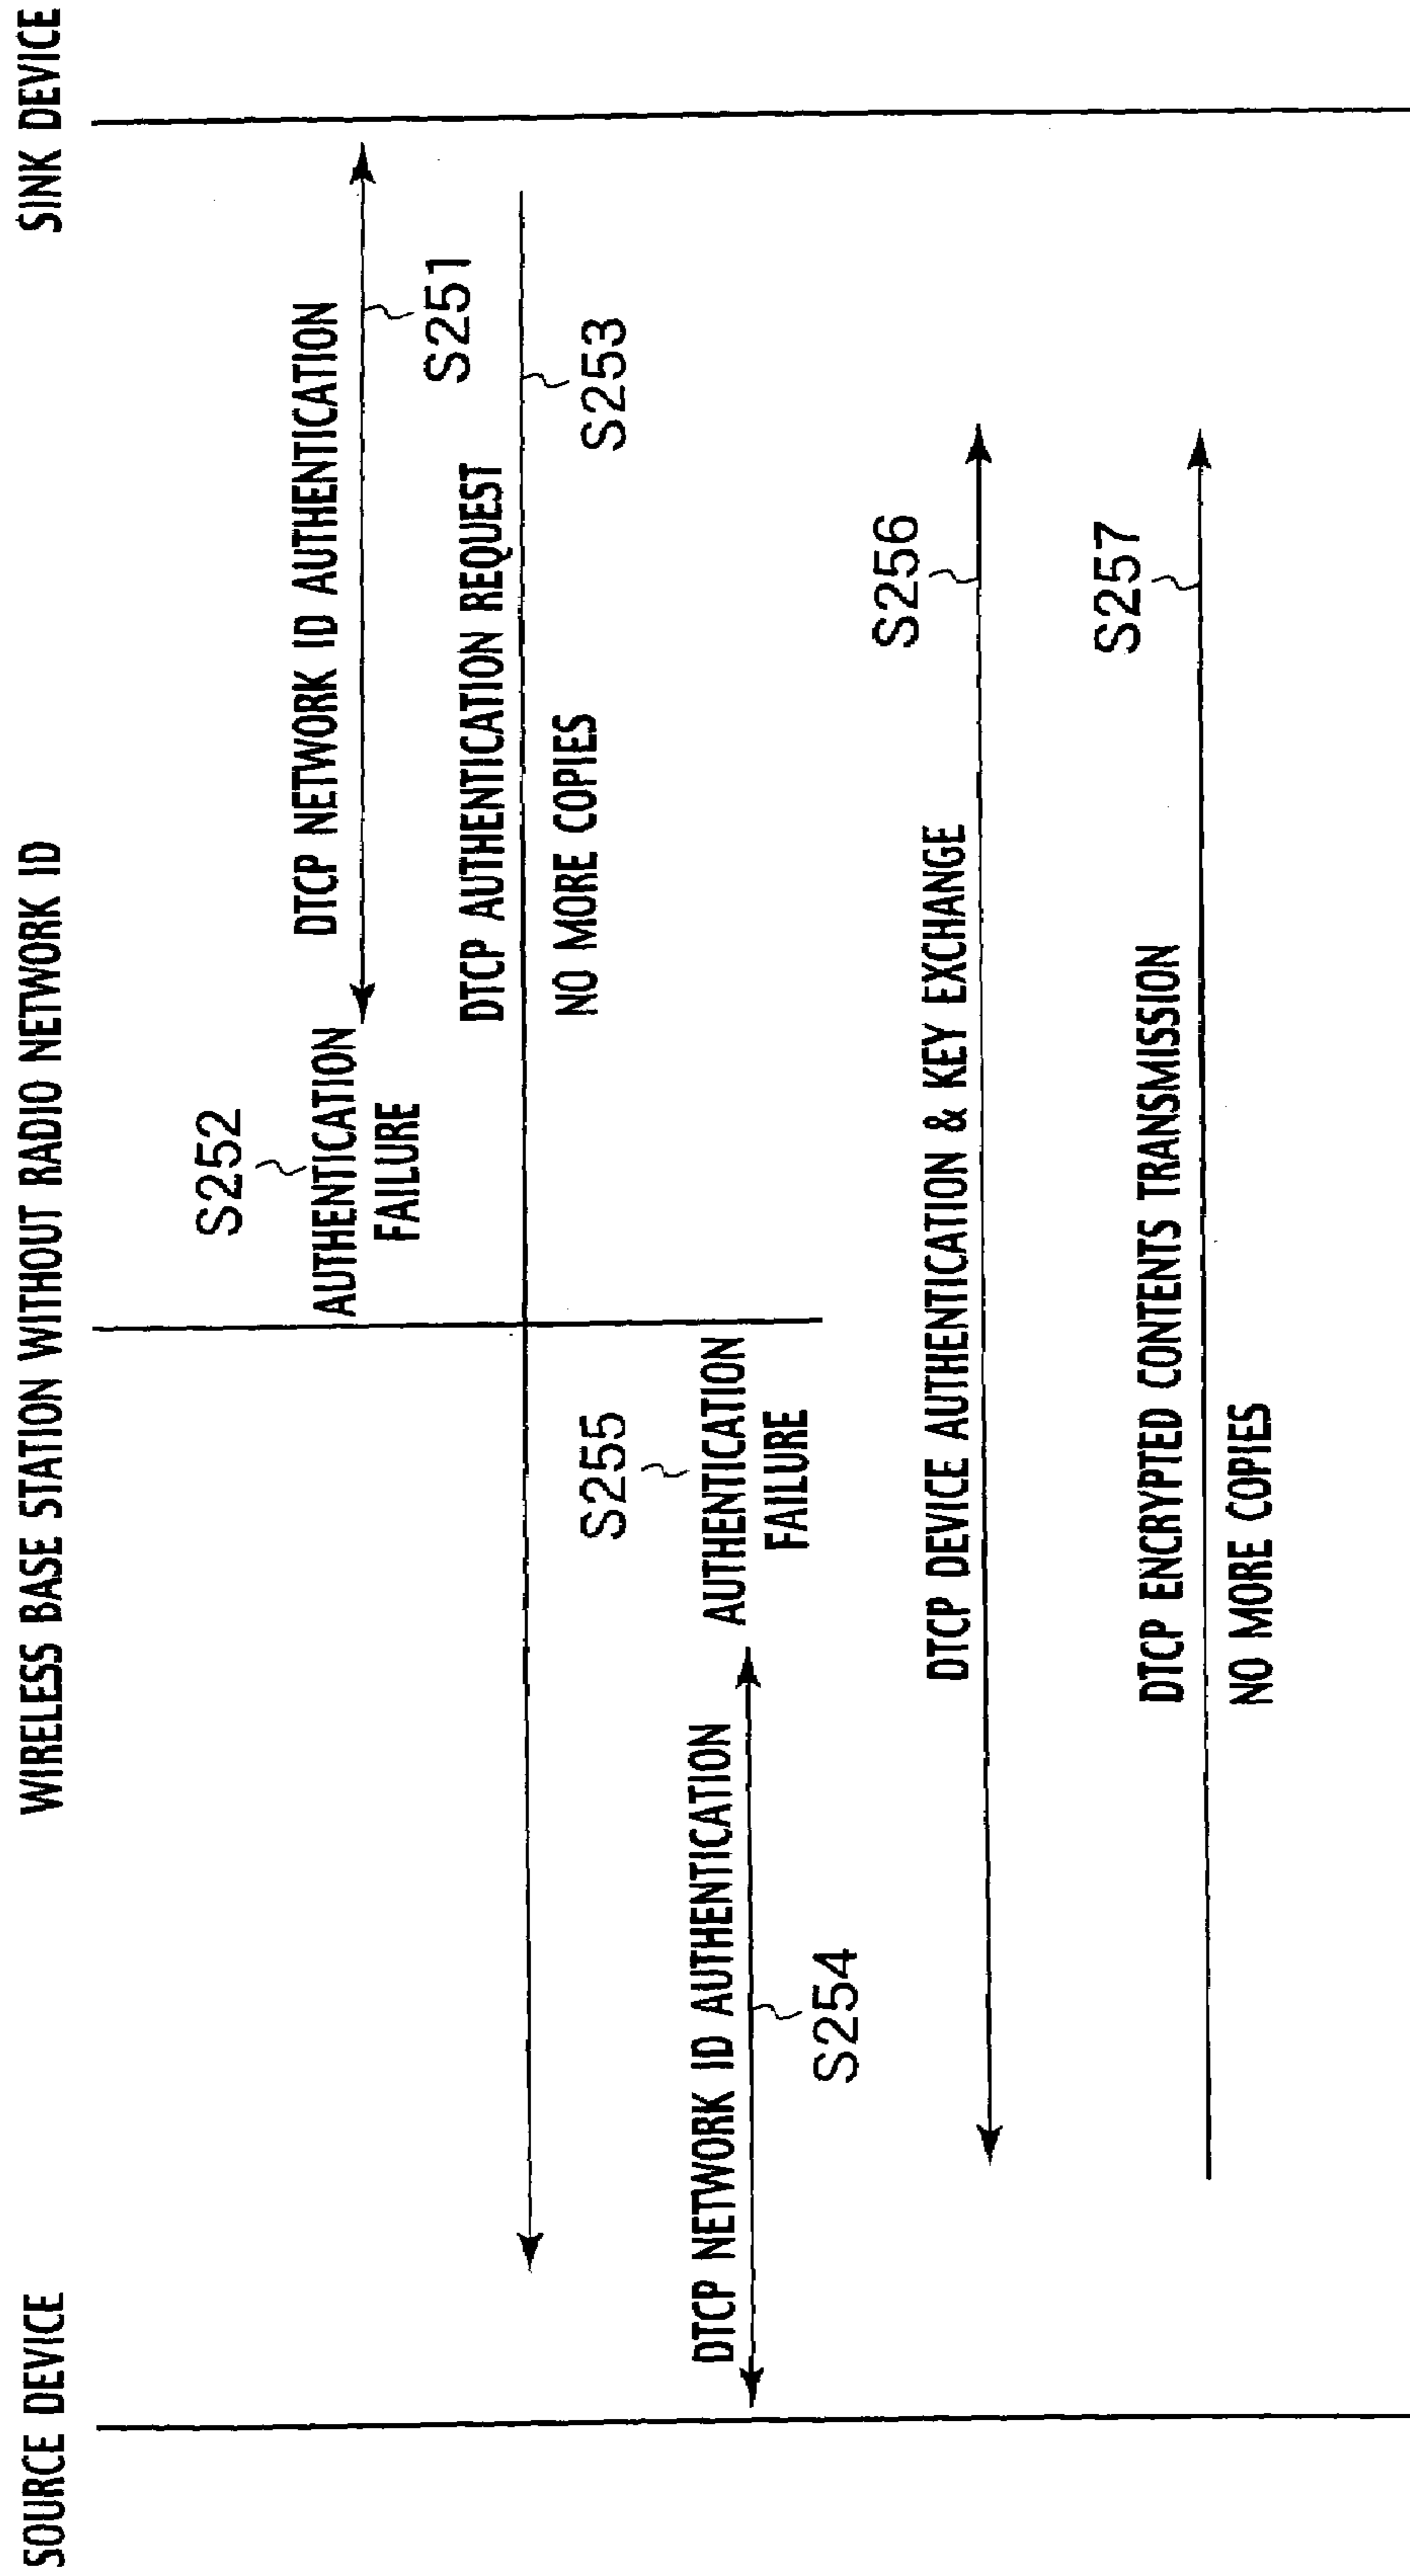 SOURCE DEVICE
WIRELESS BASE STATION WITHOUT RADIO NETWORK ID
SINK DEVICE
S252
DTCP NETWORK ID AUTHENTICATION
AUTHENTICATION
FAILURE
S251
DTCP AUTHENTICATION REQUEST
NO MORE COPIES
S253
S255
DTCP NETWORK ID AUTHENTICATION
AUTHENTICATION
FAILURE
S254
S256
DTCP DEVICE AUTHENTICATION & KEY EXCHANGE
S257
DTCP ENCRYPTED CONTENTS TRANSMISSION
NO MORE COPIES